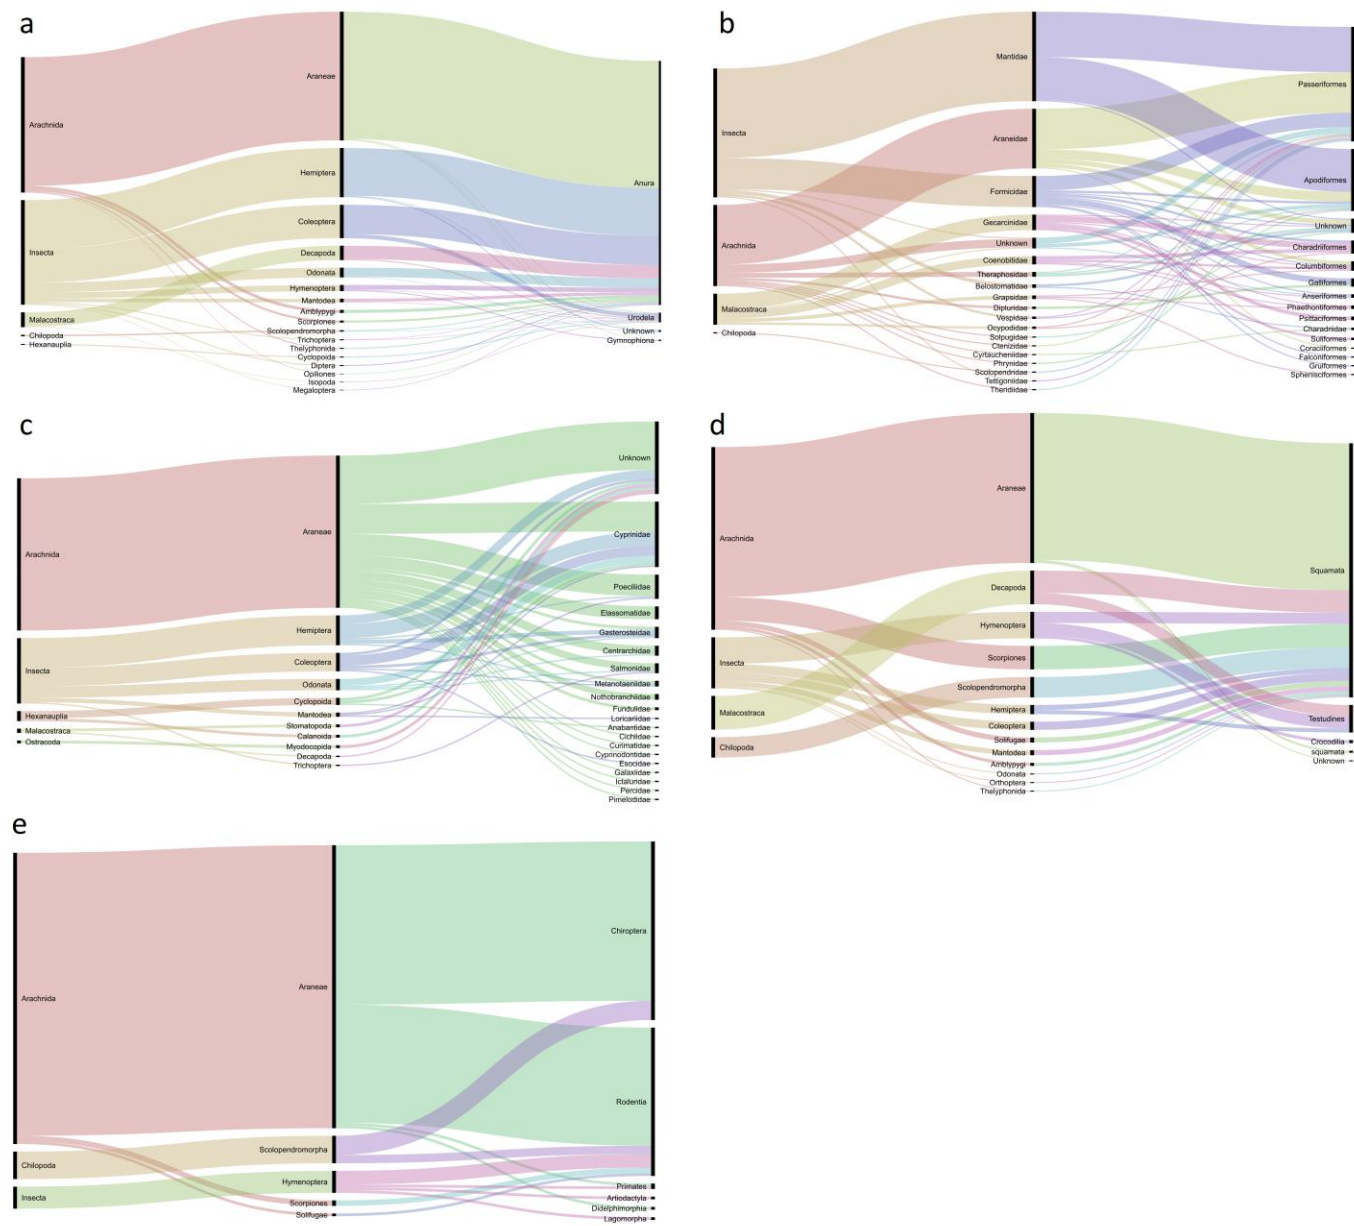 a
Arachnida
Insecta
Malacostraca
Chilopoda
Hexanauplia
Araneae
Hemiptera
Coleoptera
Decapoda
Odonata
Hymenoptera
Mantodea
Amblypygi
Scorpiones
Scolopendromorpha
Trichoptera
Thelyphonida
Cyclopoida
Diptera
Opiliones
Isopoda
Megaloptera
Anura
Urodela
Unknown
Gymnophiona
b
Insecta
Arachnida
Malacostraca
Chilopoda
Mantidae
Araneidae
Formicidae
Gecarcinidae
Unknown
Coenobitidae
Theraphosidae
Belostomatidae
Grapsidae
Dipluridae
Vespidae
Ocypodidae
Solpugidae
Ctenizidae
Cyrtaucheniidae
Phrynidae
Scolopendridae
Tettigoniidae
Theridiidae
Passeriformes
Apodiformes
Unknown
Charadriiformes
Columbiformes
Galliformes
Anseriformes
Phaethontiformes
Psittaciformes
Charadriidae
Suliformes
Coraciiformes
Falconiformes
Gruiformes
Sphenisciformes
c
Arachnida
Insecta
Hexanauplia
Malacostraca
Ostracoda
Araneae
Hemiptera
Coleoptera
Odonata
Cyclopoida
Mantodea
Stomatopoda
Calanoida
Myodocopida
Decapoda
Trichoptera
Unknown
Cyprinidae
Poeciliidae
Elassomatidae
Gasterosteidae
Centrarchidae
Salmonidae
Melanotaeniidae
Nothobranchiidae
Fundulidae
Loricariidae
Anabantidae
Cichlidae
Curimatidae
Cyprinodontidae
Esocidae
Galaxiidae
Ictaluridae
Percidae
Pimelodidae
d
Arachnida
Insecta
Malacostraca
Chilopoda
Araneae
Decapoda
Hymenoptera
Scorpiones
Scolopendromorpha
Hemiptera
Coleoptera
Solifugae
Mantodea
Amblypygi
Odonata
Orthoptera
Thelyphonida
Squamata
Testudines
Crocodilia
squamata
Unknown
e
Arachnida
Chilopoda
Insecta
Araneae
Scolopendromorpha
Hymenoptera
Scorpiones
Solifugae
Chiroptera
Rodentia
Primates
Artiodactyla
Didelphimorphia
Lagomorpha